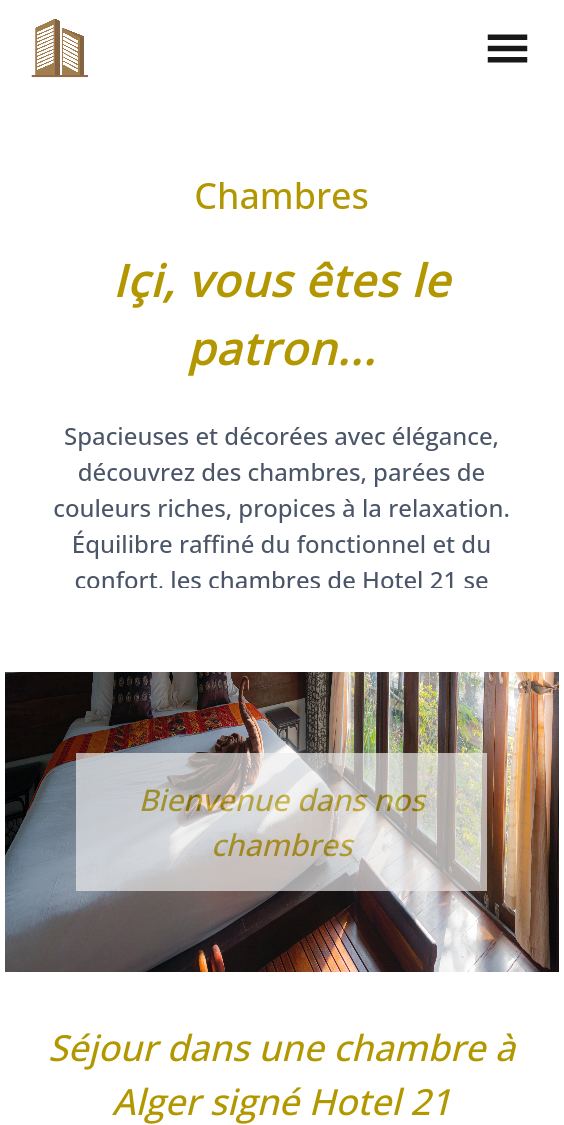 Chambres
Içi, vous êtes le
patron...
Spacieuses et décorées avec élégance,
découvrez des chambres, parées de
couleurs riches, propices à la relaxation.
Équilibre raffiné du fonctionnel et du
confort, les chambres de Hotel 21 se
Bienvenue dans nos
chambres
Séjour dans une chambre à
Alger signé Hotel 21